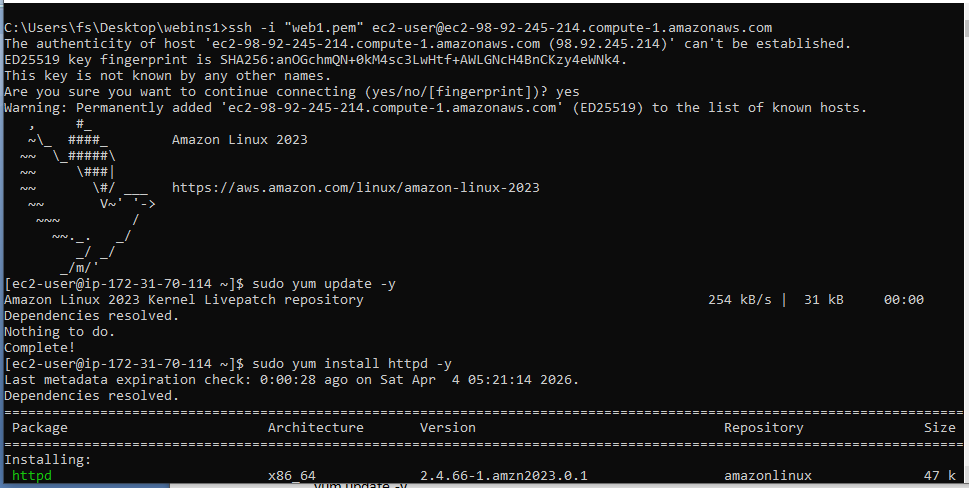 C:\Users\fs\Desktop\webins1>ssh -i "web1.pem" ec2-user@ec2-98-92-245-214.compute-1.amazonaws.com
The authenticity of host 'ec2-98-92-245-214.compute-1.amazonaws.com (98.92.245.214)' can't be established.
ED25519 key fingerprint is SHA256:anOGchmQN+0kM4sc3LwHtf+AWLGNcH4BnCKzy4eWNk4.
This key is not known by any other names.
Are you sure you want to continue connecting (yes/no/[fingerprint])? yes
Warning: Permanently added 'ec2-98-92-245-214.compute-1.amazonaws.com' (ED25519) to the list of known hosts.
   ,     #_
   ~\_  ####_        Amazon Linux 2023
  ~~  \_#####\
  ~~     \###|
  ~~       \#/ ___   https://aws.amazon.com/linux/amazon-linux-2023
   ~~       V~' '->
    ~~~         /
      ~~._.   _/
         _/ _/
       _/m/'
[ec2-user@ip-172-31-70-114 ~]$ sudo yum update -y
Amazon Linux 2023 Kernel Livepatch repository                                           254 kB/s |  31 kB     00:00
Dependencies resolved.
Nothing to do.
Complete!
[ec2-user@ip-172-31-70-114 ~]$ sudo yum install httpd -y
Last metadata expiration check: 0:00:28 ago on Sat Apr  4 05:21:14 2026.
Dependencies resolved.
========================================================================================================================
 Package                         Architecture       Version                               Repository               Size
========================================================================================================================
Installing:
 httpd                           x86_64             2.4.66-1.amzn2023.0.1                 amazonlinux              47 k
yum update -y